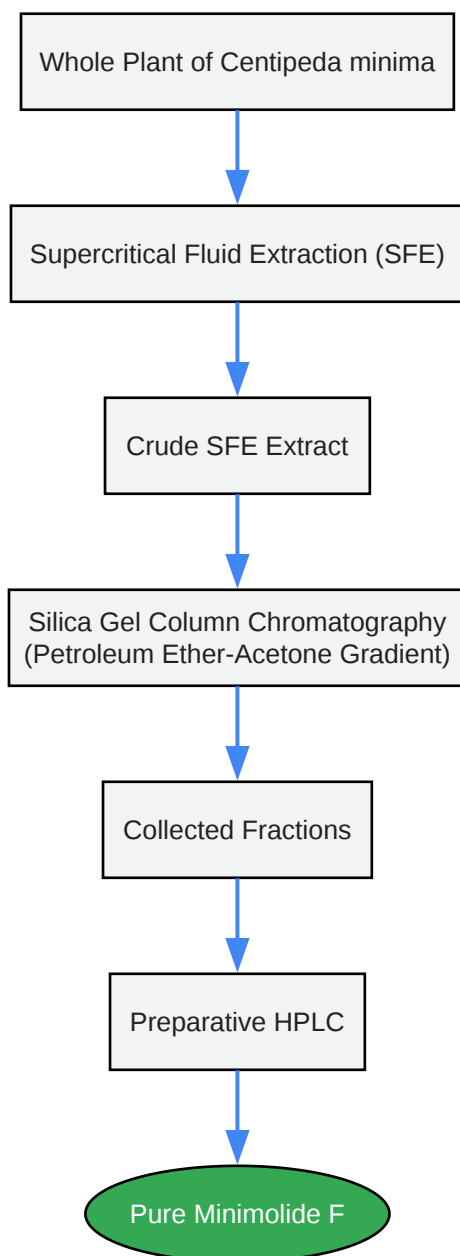 Whole Plant of Centipeda minima
Supercritical Fluid Extraction (SFE)
Crude SFE Extract
Silica Gel Column Chromatography
(Petroleum Ether-Acetone Gradient)
Collected Fractions
Preparative HPLC
Pure Minimolide F